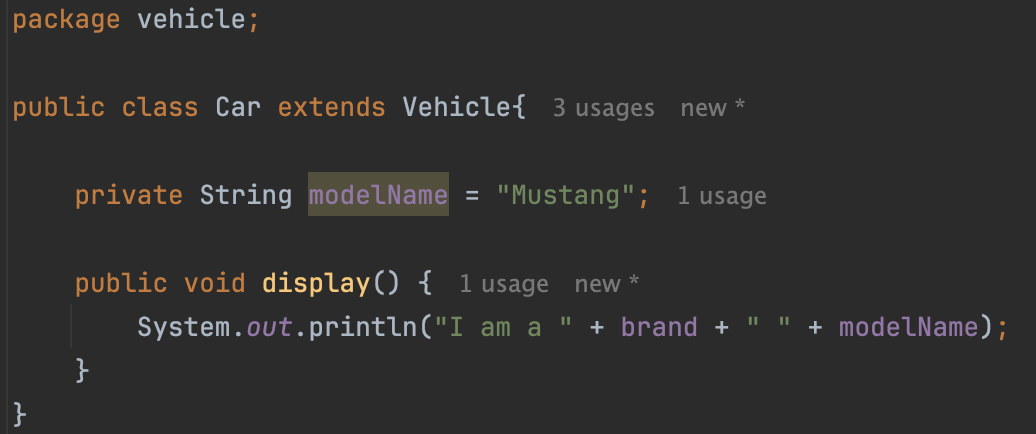 package vehicle;
public class Car extends Vehicle{ 3 usages new *
private String modelName = "Mustang"; 1 usage
public void display() { 1 usage new *
System.out.println("I am a " + brand + " " + modelName);
}
}